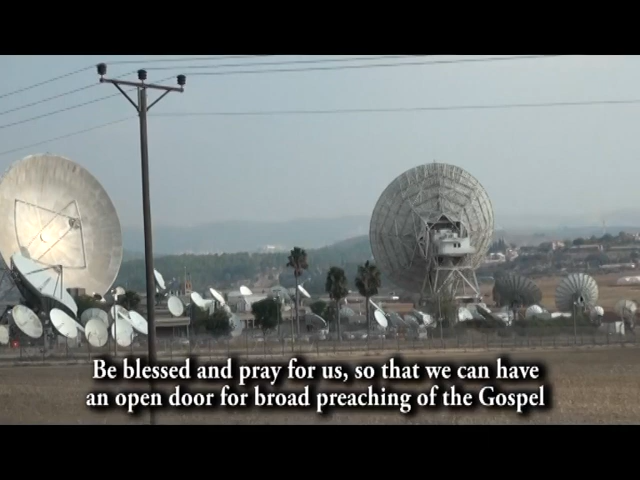 Be blessed and pray for us, so that we can have
an open door for broad preaching of the Gospel